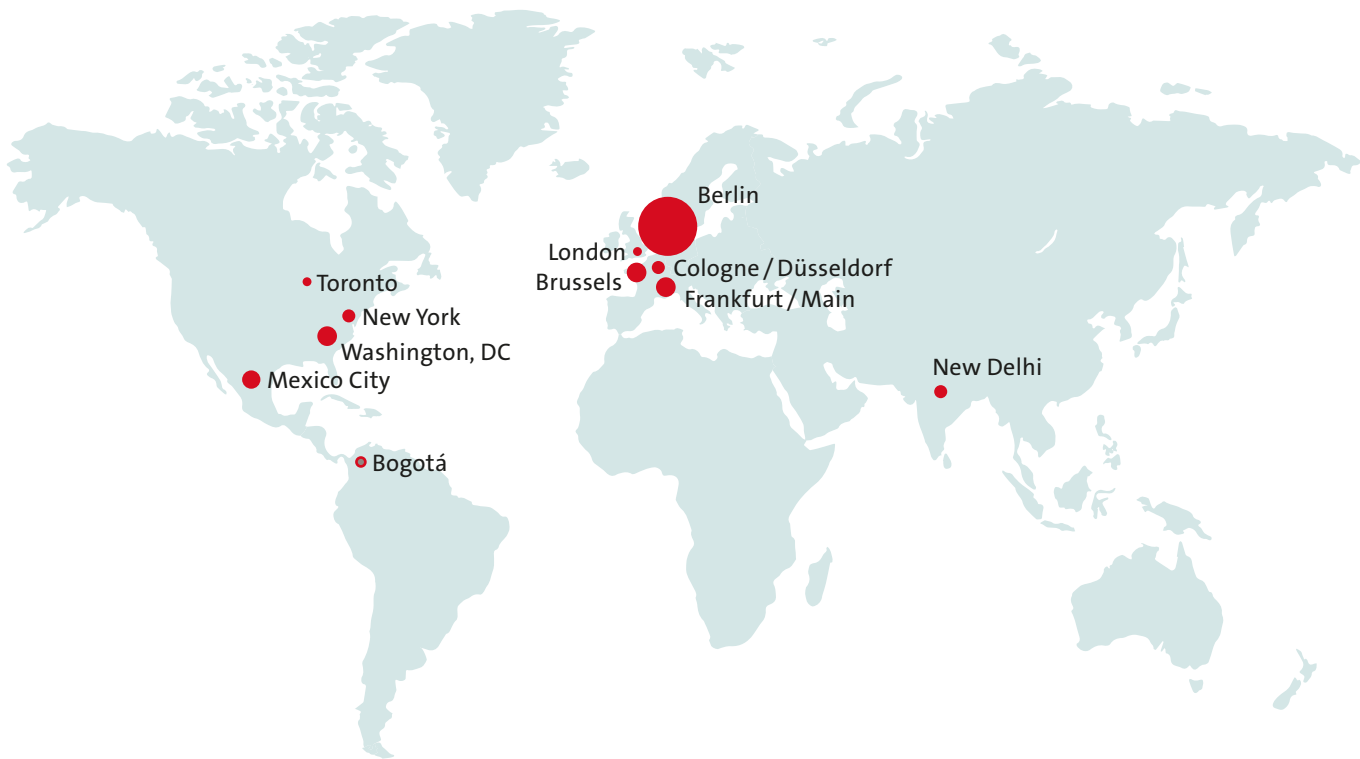 Berlin
London
Cologne / Düsseldorf
Brussels
Frankfurt / Main
Toronto
New York
Washington, DC
New Delhi
Mexico City
Bogotá